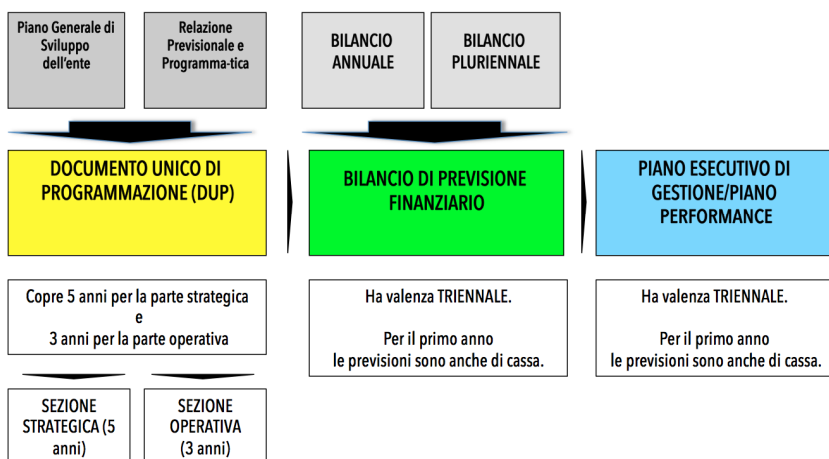 Piano Generale di
Sviluppo
dell'ente
Relazione
Previsionale e
Programma-tica
BILANCIO
ANNUALE
BILANCIO
PLURIENNALE
DOCUMENTO UNICO DI
PROGRAMMAZIONE (DUP)
BILANCIO DI PREVISIONE
FINANZIARIO
PIANO ESECUTIVO DI
GESTIONE/PIANO
PERFORMANCE
Copre 5 anni per la parte strategica
e
3 anni per la parte operativa
Ha valenza TRIENNALE.
Per il primo anno
le previsioni sono anche di cassa.
Ha valenza TRIENNALE.
Per il primo anno
le previsioni sono anche di cassa.
SEZIONE
STRATEGICA (5
anni)
SEZIONE
OPERATIVA
(3 anni)